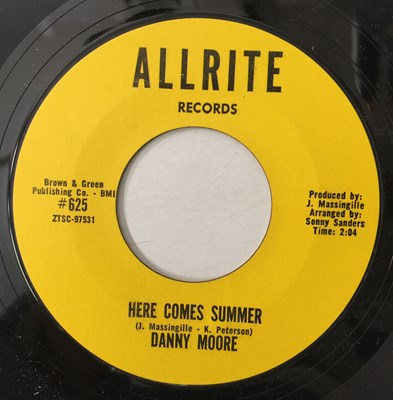 ALLRITE
RECORDS
Brown & Green
Publishing Co. - BMI
#625
ZTSC-97531
Produced by:
J. Massingille
Arranged by:
Sonny Sanders
Time: 2:04
HERE COMES SUMMER
(J. Massingille - K. Peterson)
DANNY MOORE